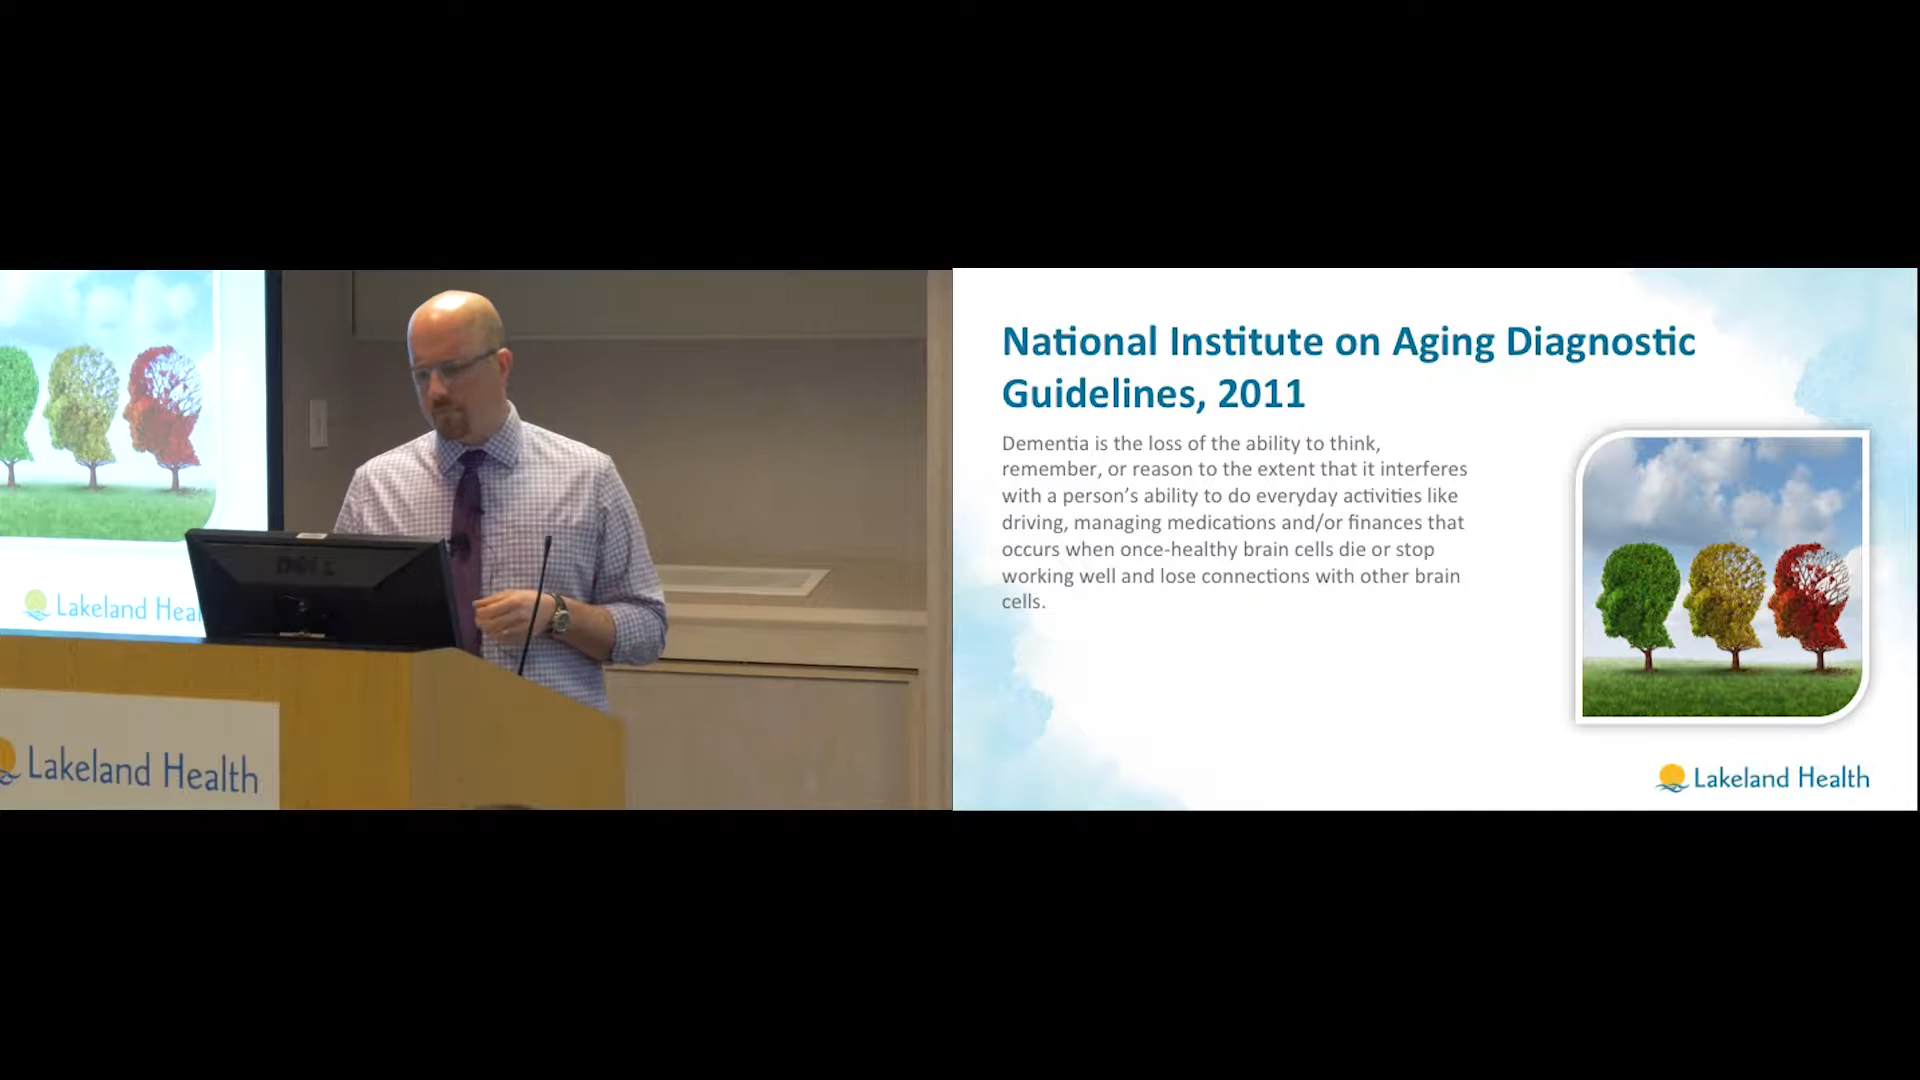 Lakeland Hea
DELL
Lakeland Health
National Institute on Aging Diagnostic
Guidelines, 2011
Dementia is the loss of the ability to think,
remember, or reason to the extent that it interferes
with a person’s ability to do everyday activities like
driving, managing medications and/or finances that
occurs when once-healthy brain cells die or stop
working well and lose connections with other brain
cells.
Lakeland Health